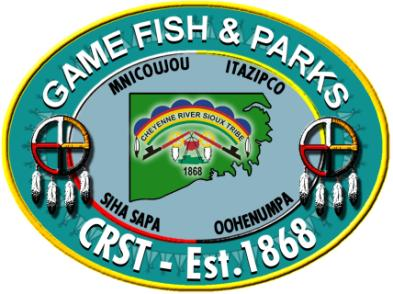 GAME FISH & PARKS
MNICOUJOU
ITAZIPCO
CHEYENNE RIVER SIOUX TRIBE
1868
SIHA SAPA
OOHENUMPA
CRST - Est.1868